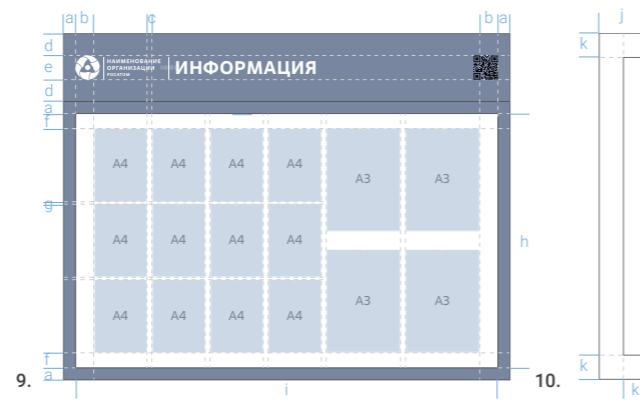 a b c b a j
d
k
e
НАИМЕНОВАНИЕ
ОРГАНИЗАЦИИ
РОСАТОМ
ИНФОРМАЦИЯ
d
a
f
A4 A4 A4 A4 A3 A3
g
A4 A4 A4 A4 h
A4 A4 A4 A4 A3 A3
f
k
a
9. i 10. k